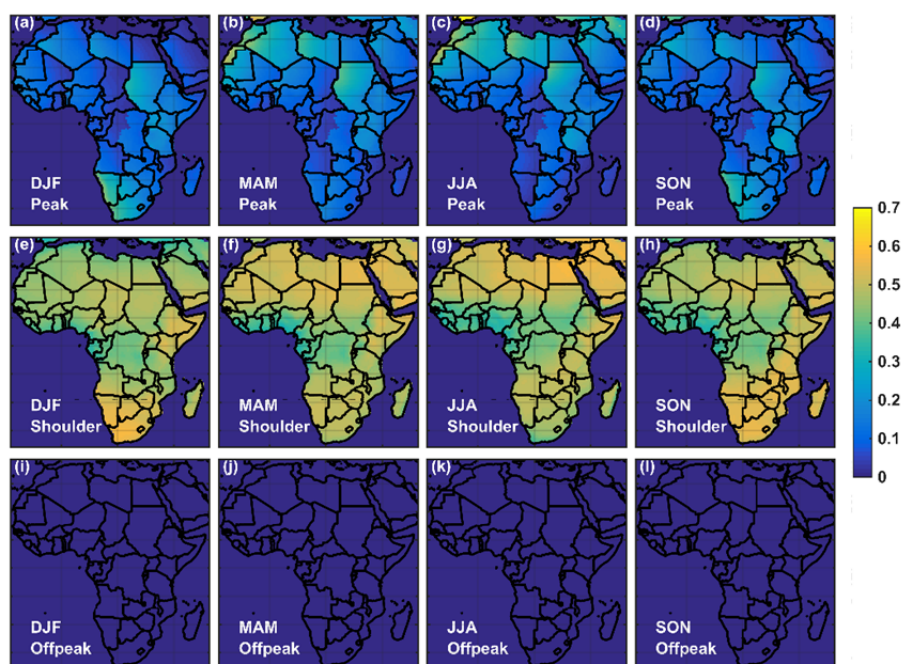 (a) (b) (c) (d)
DJF MAM JJA SON
Peak Peak Peak Peak
(e) (f) (g) (h)
DJF MAM JJA SON
Shoulder Shoulder Shoulder Shoulder
(i) (j) (k) (l)
DJF MAM JJA SON
Offpeak Offpeak Offpeak Offpeak
0.7
0.6
0.5
0.4
0.3
0.2
0.1
0